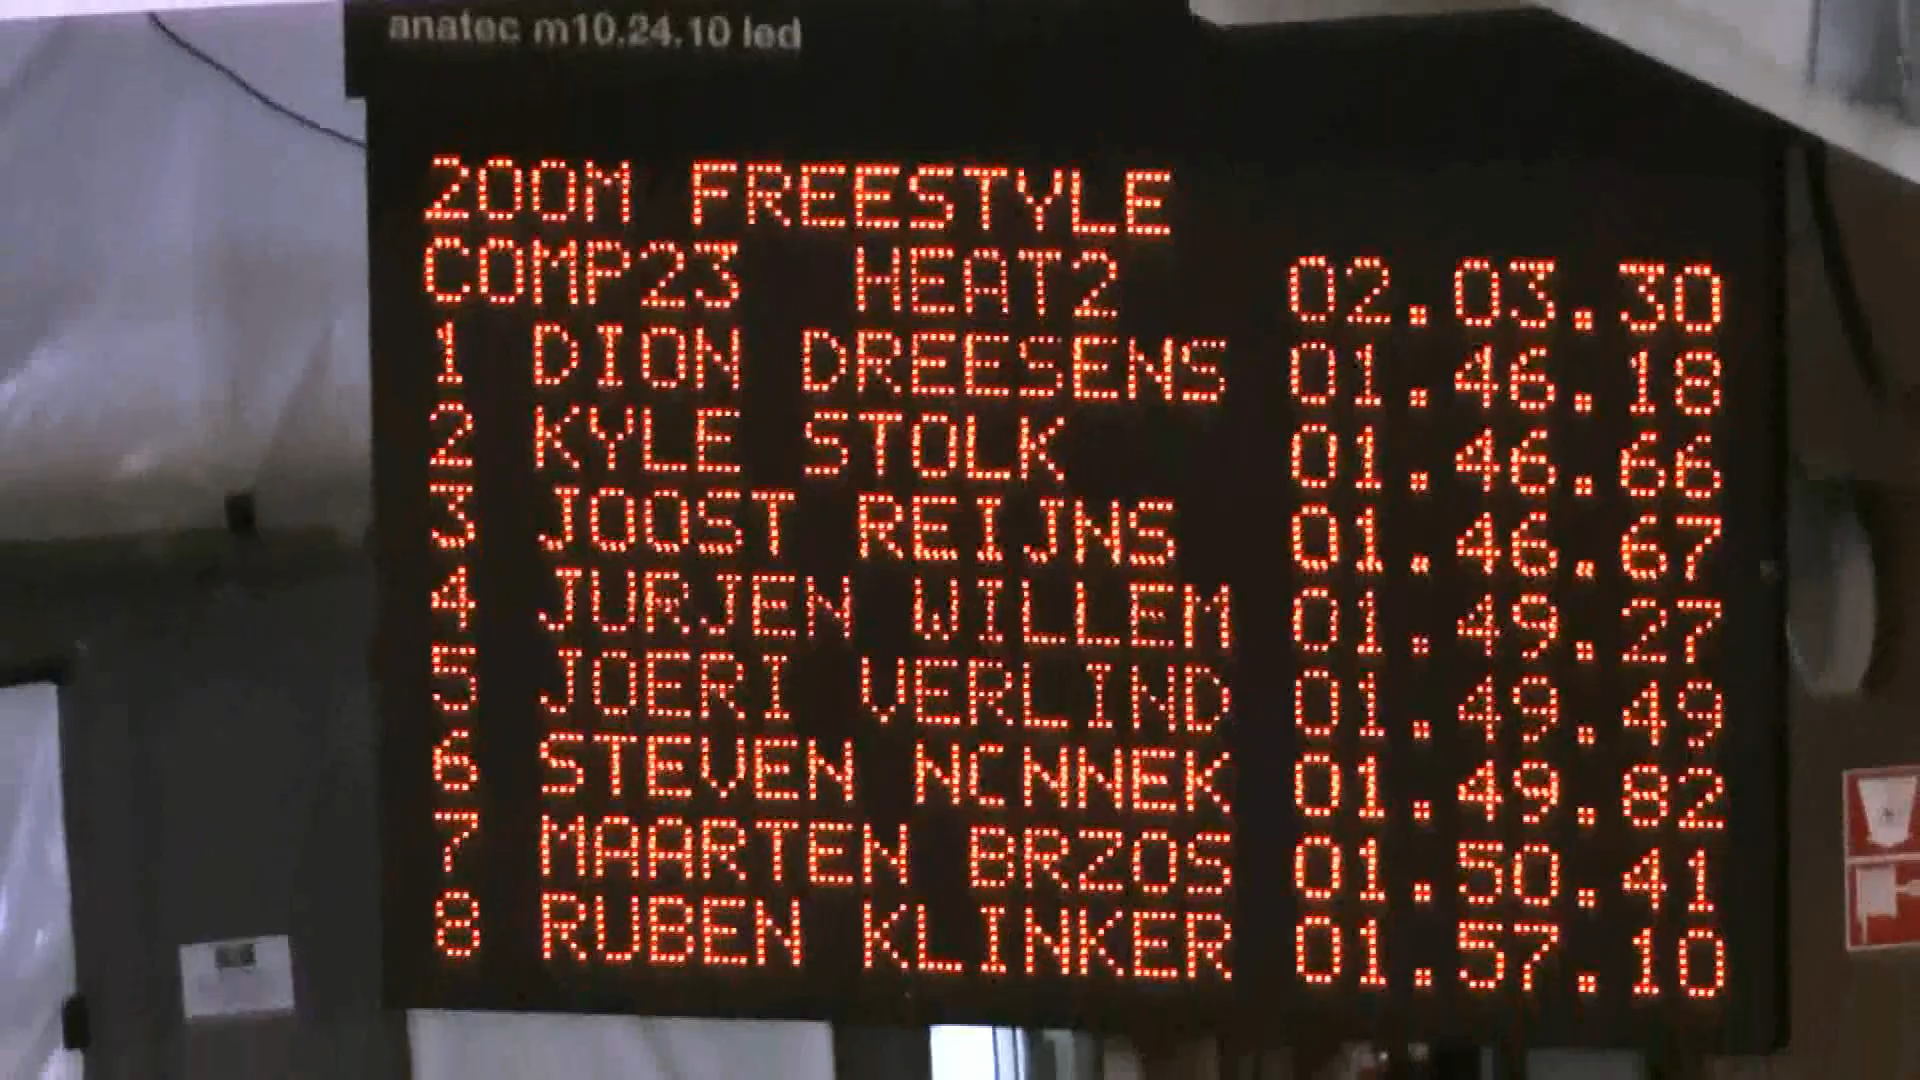 anatec m10.24.10 led
200M FREESTYLE
COMP23 HEAT2 02.03.30
1 DION DREESENS 01.46.18
2 KYLE STOLK 01.46.66
3 JOOST REIJNS 01.46.67
4 JURJEN WILLEM 01.49.27
5 JOERI VERLIND 01.49.49
6 STEVEN NCNNEK 01.49.82
7 MAARTEN BRZOS 01.50.41
8 RUBEN KLINKER 01.57.10